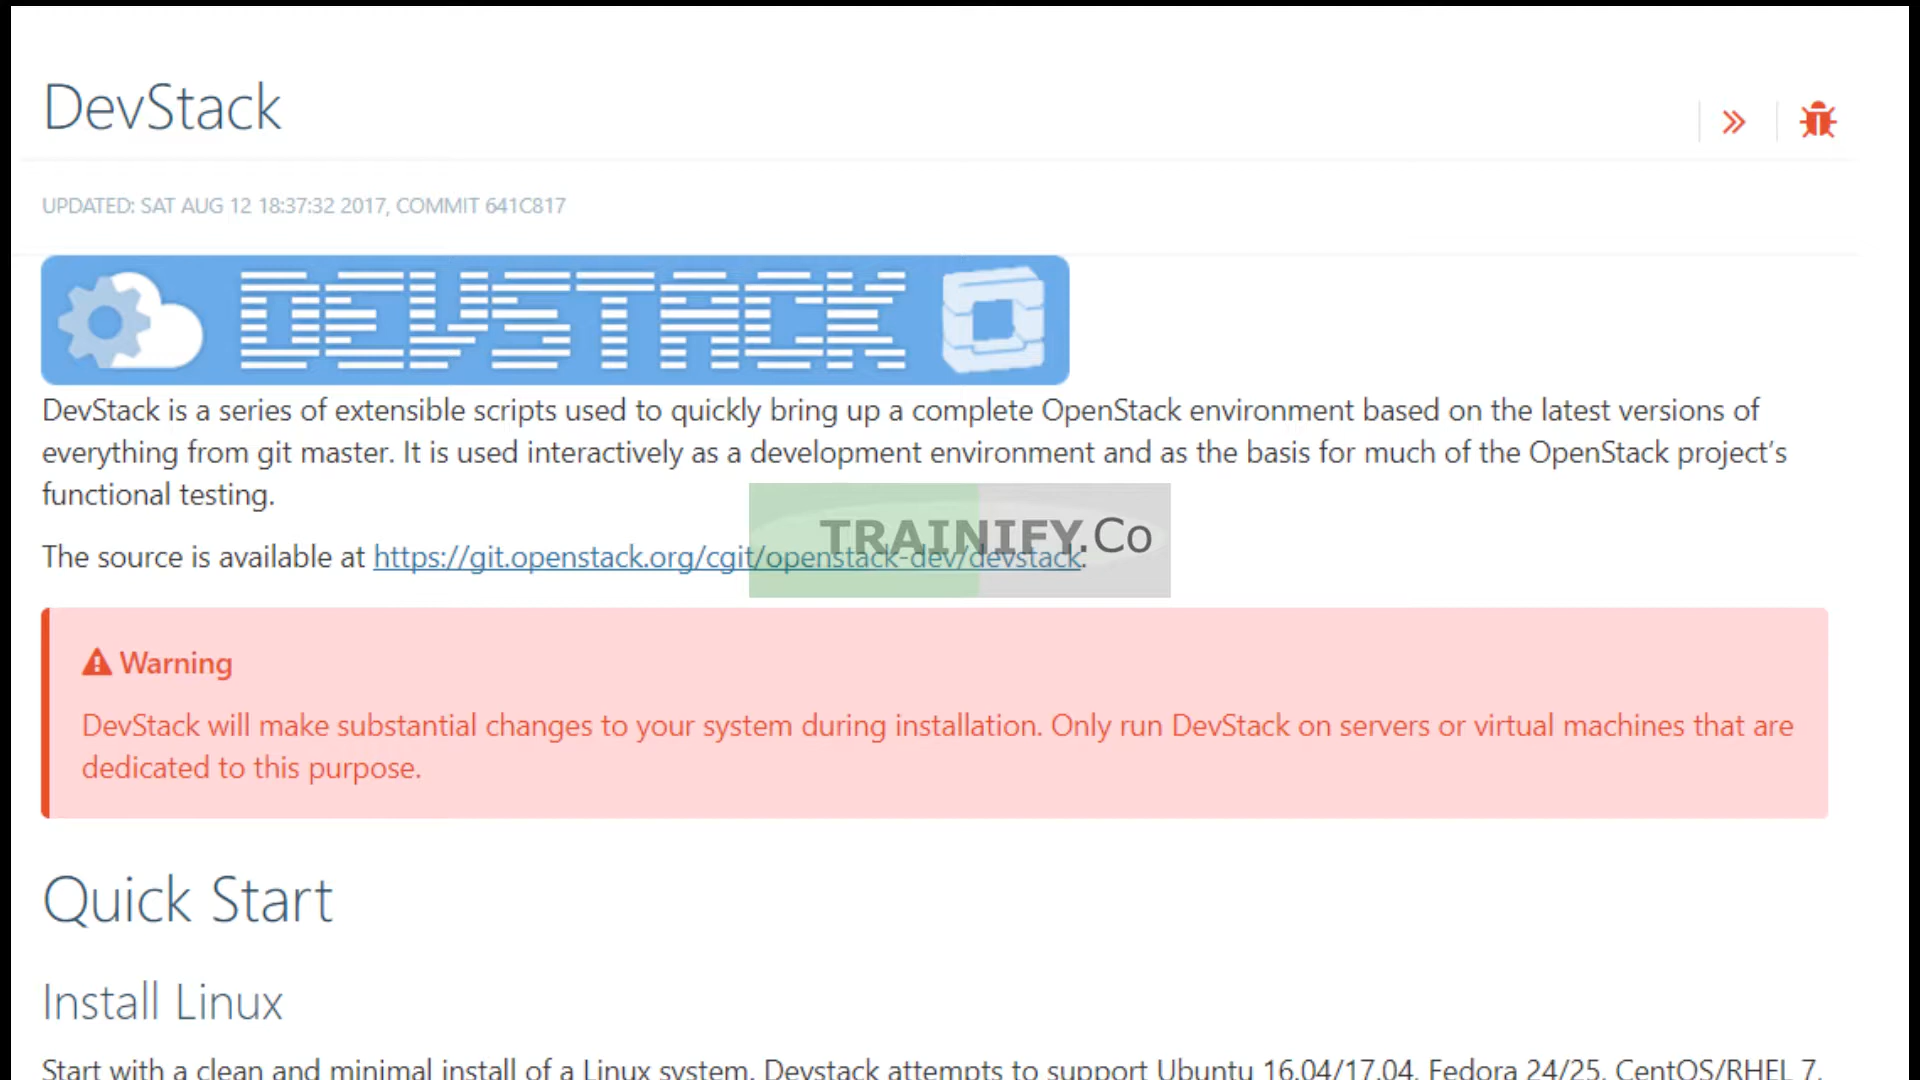 DevStack
UPDATED: SAT AUG 12 18:37:32 2017, COMMIT 641C817
DEVSTACK
DevStack is a series of extensible scripts used to quickly bring up a complete OpenStack environment based on the latest versions of
everything from git master. It is used interactively as a development environment and as the basis for much of the OpenStack project’s
functional testing.
TRAINIFY.Co
The source is available at https://git.openstack.org/cgit/openstack-dev/devstack.
Warning
DevStack will make substantial changes to your system during installation. Only run DevStack on servers or virtual machines that are
dedicated to this purpose.
Quick Start
Install Linux
Start with a clean and minimal install of a Linux system. Devstack attempts to support Ubuntu 16.04/17.04, Fedora 24/25, CentOS/RHEL 7,